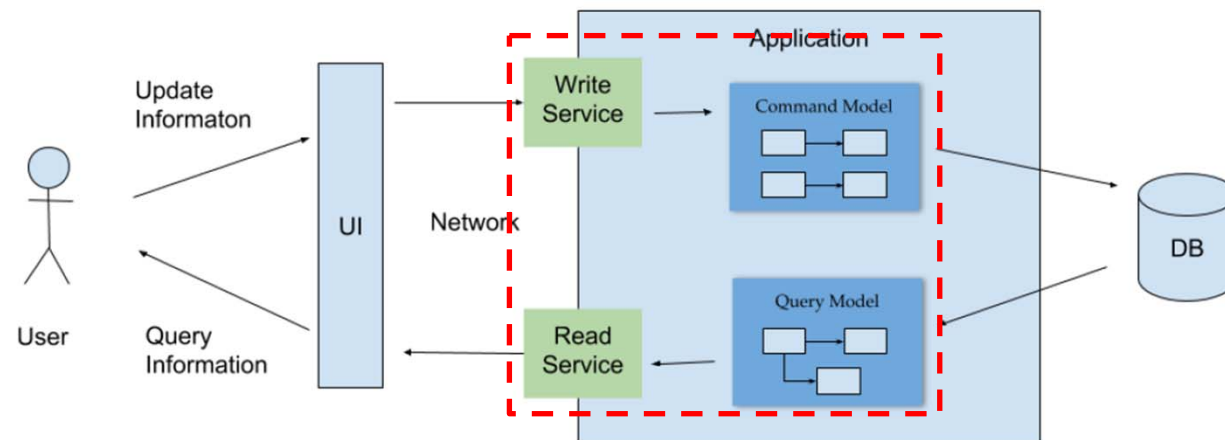 Application
Update
Informaton
Write
Service
Command Model
UI
Network
DB
User
Query
Information
Read
Service
Query Model